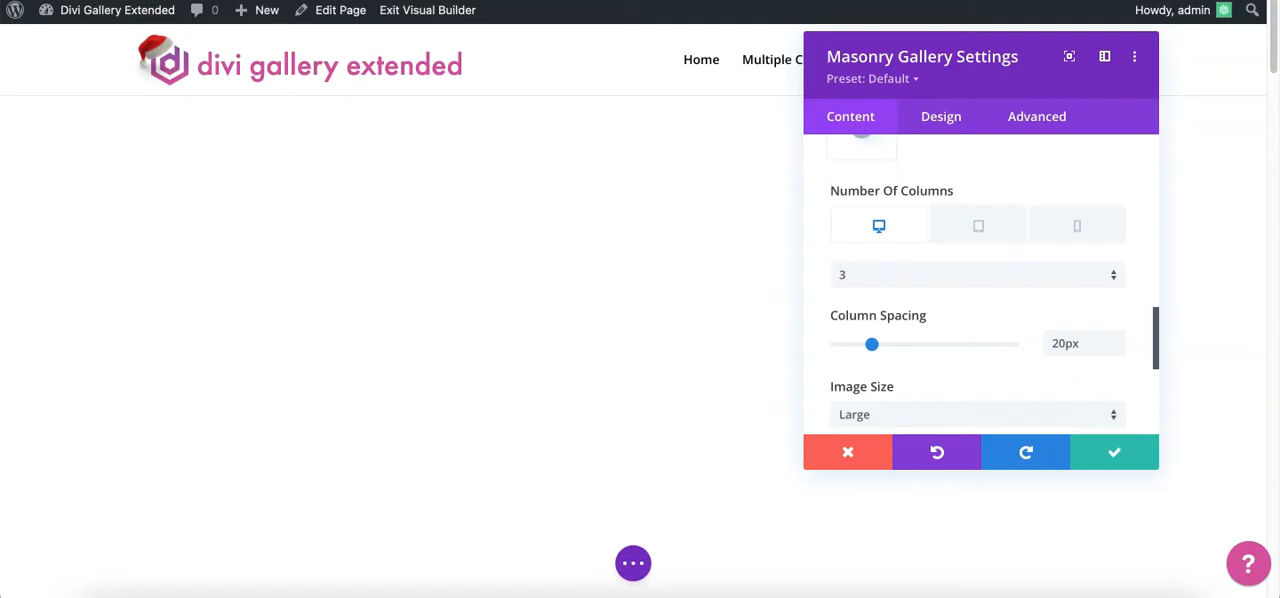 Divi Gallery Extended 0 New Edit Page Exit Visual Builder Howdy, admin
divi gallery extended
Home Multiple C
Masonry Gallery Settings
Preset: Default
Content Design Advanced
Number Of Columns
3
Column Spacing
20px
Image Size
Large
?